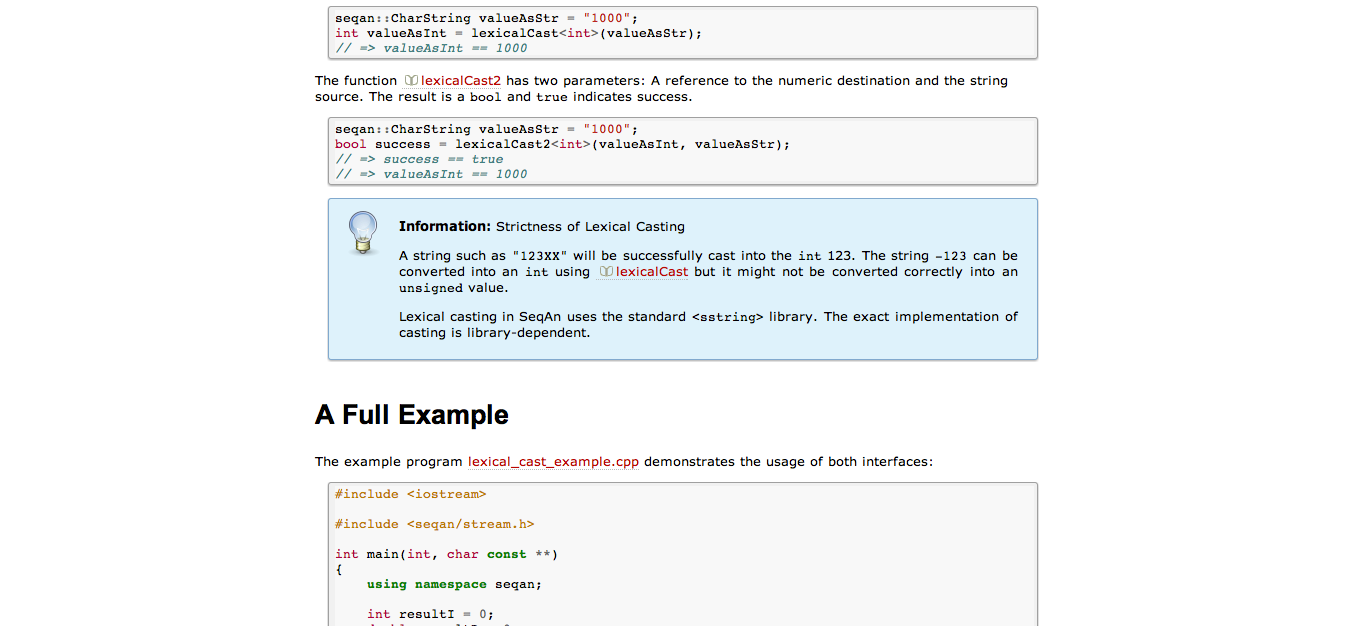 seqan::CharString valueAsStr = "1000";
int valueAsInt = lexicalCast<int>(valueAsStr);
// => valueAsInt == 1000
The function lexicalCast2 has two parameters: A reference to the numeric destination and the string
source. The result is a bool and true indicates success.
seqan::CharString valueAsStr = "1000";
bool success = lexicalCast2<int>(valueAsInt, valueAsStr);
// => success == true
// => valueAsInt == 1000
Information: Strictness of Lexical Casting
A string such as "123XX" will be successfully cast into the int 123. The string -123 can be
converted into an int using lexicalCast but it might not be converted correctly into an
unsigned value.
Lexical casting in SeqAn uses the standard <sstring> library. The exact implementation of
casting is library-dependent.
A Full Example
The example program lexical_cast_example.cpp demonstrates the usage of both interfaces:
#include <iostream>
#include <seqan/stream.h>
int main(int, char const **)
{
using namespace seqan;
int resultI = 0;